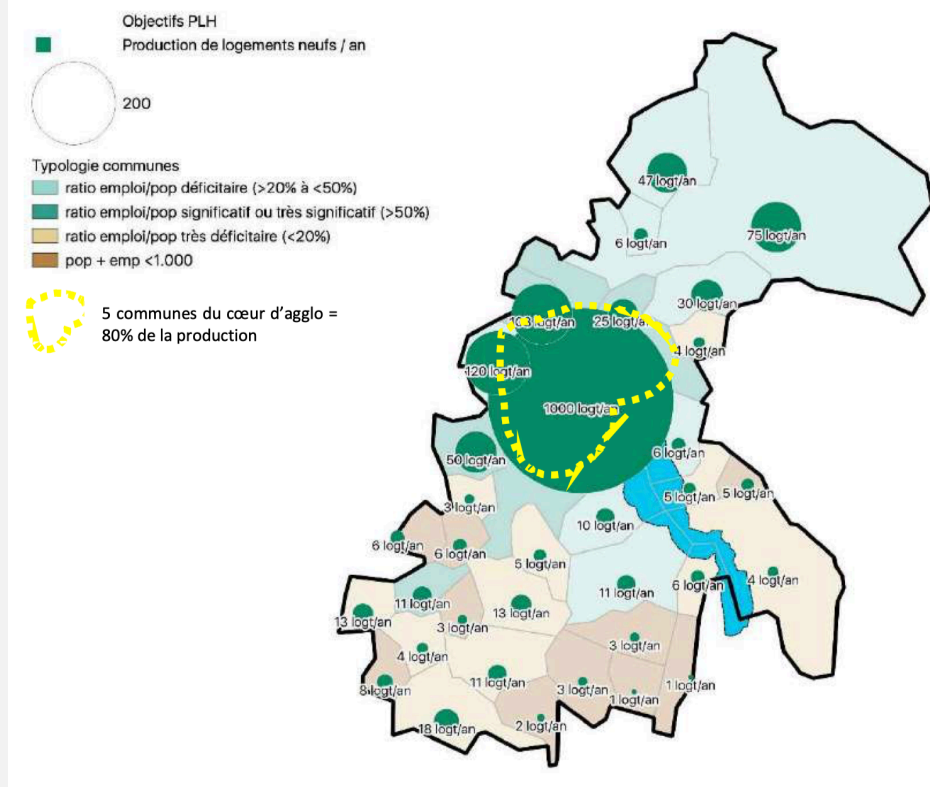 Objectifs PLH
Production de logements neufs / an
200
Typologie communes
ratio emploi/pop déficitaire (>20% à <50%)
ratio emploi/pop significatif ou très significatif (>50%)
ratio emploi/pop très déficitaire (<20%)
pop + emp <1.000
5 communes du cœur d'agglo =
80% de la production
47 logt/an
75 logt/an
6 logt/an
30 logt/an
logt/an
25 logt/an
4 logt/an
120 logt/an
1000 logt/an
6 logt/an
50 logt/an
5 logt/an
5 logt/an
3 logt/an
10 logt/an
6 logt/an
6 logt/an
5 logt/an
4 logt/an
6 logt/an
11 logt/an
11 logt/an
13 logt/an
13 logt/an
3 logt/an
3 logt/an
4 logt/an
11 logt/an
8 logt/an
3 logt/an
1 logt/an
1 logt/an
18 logt/an
2 logt/an